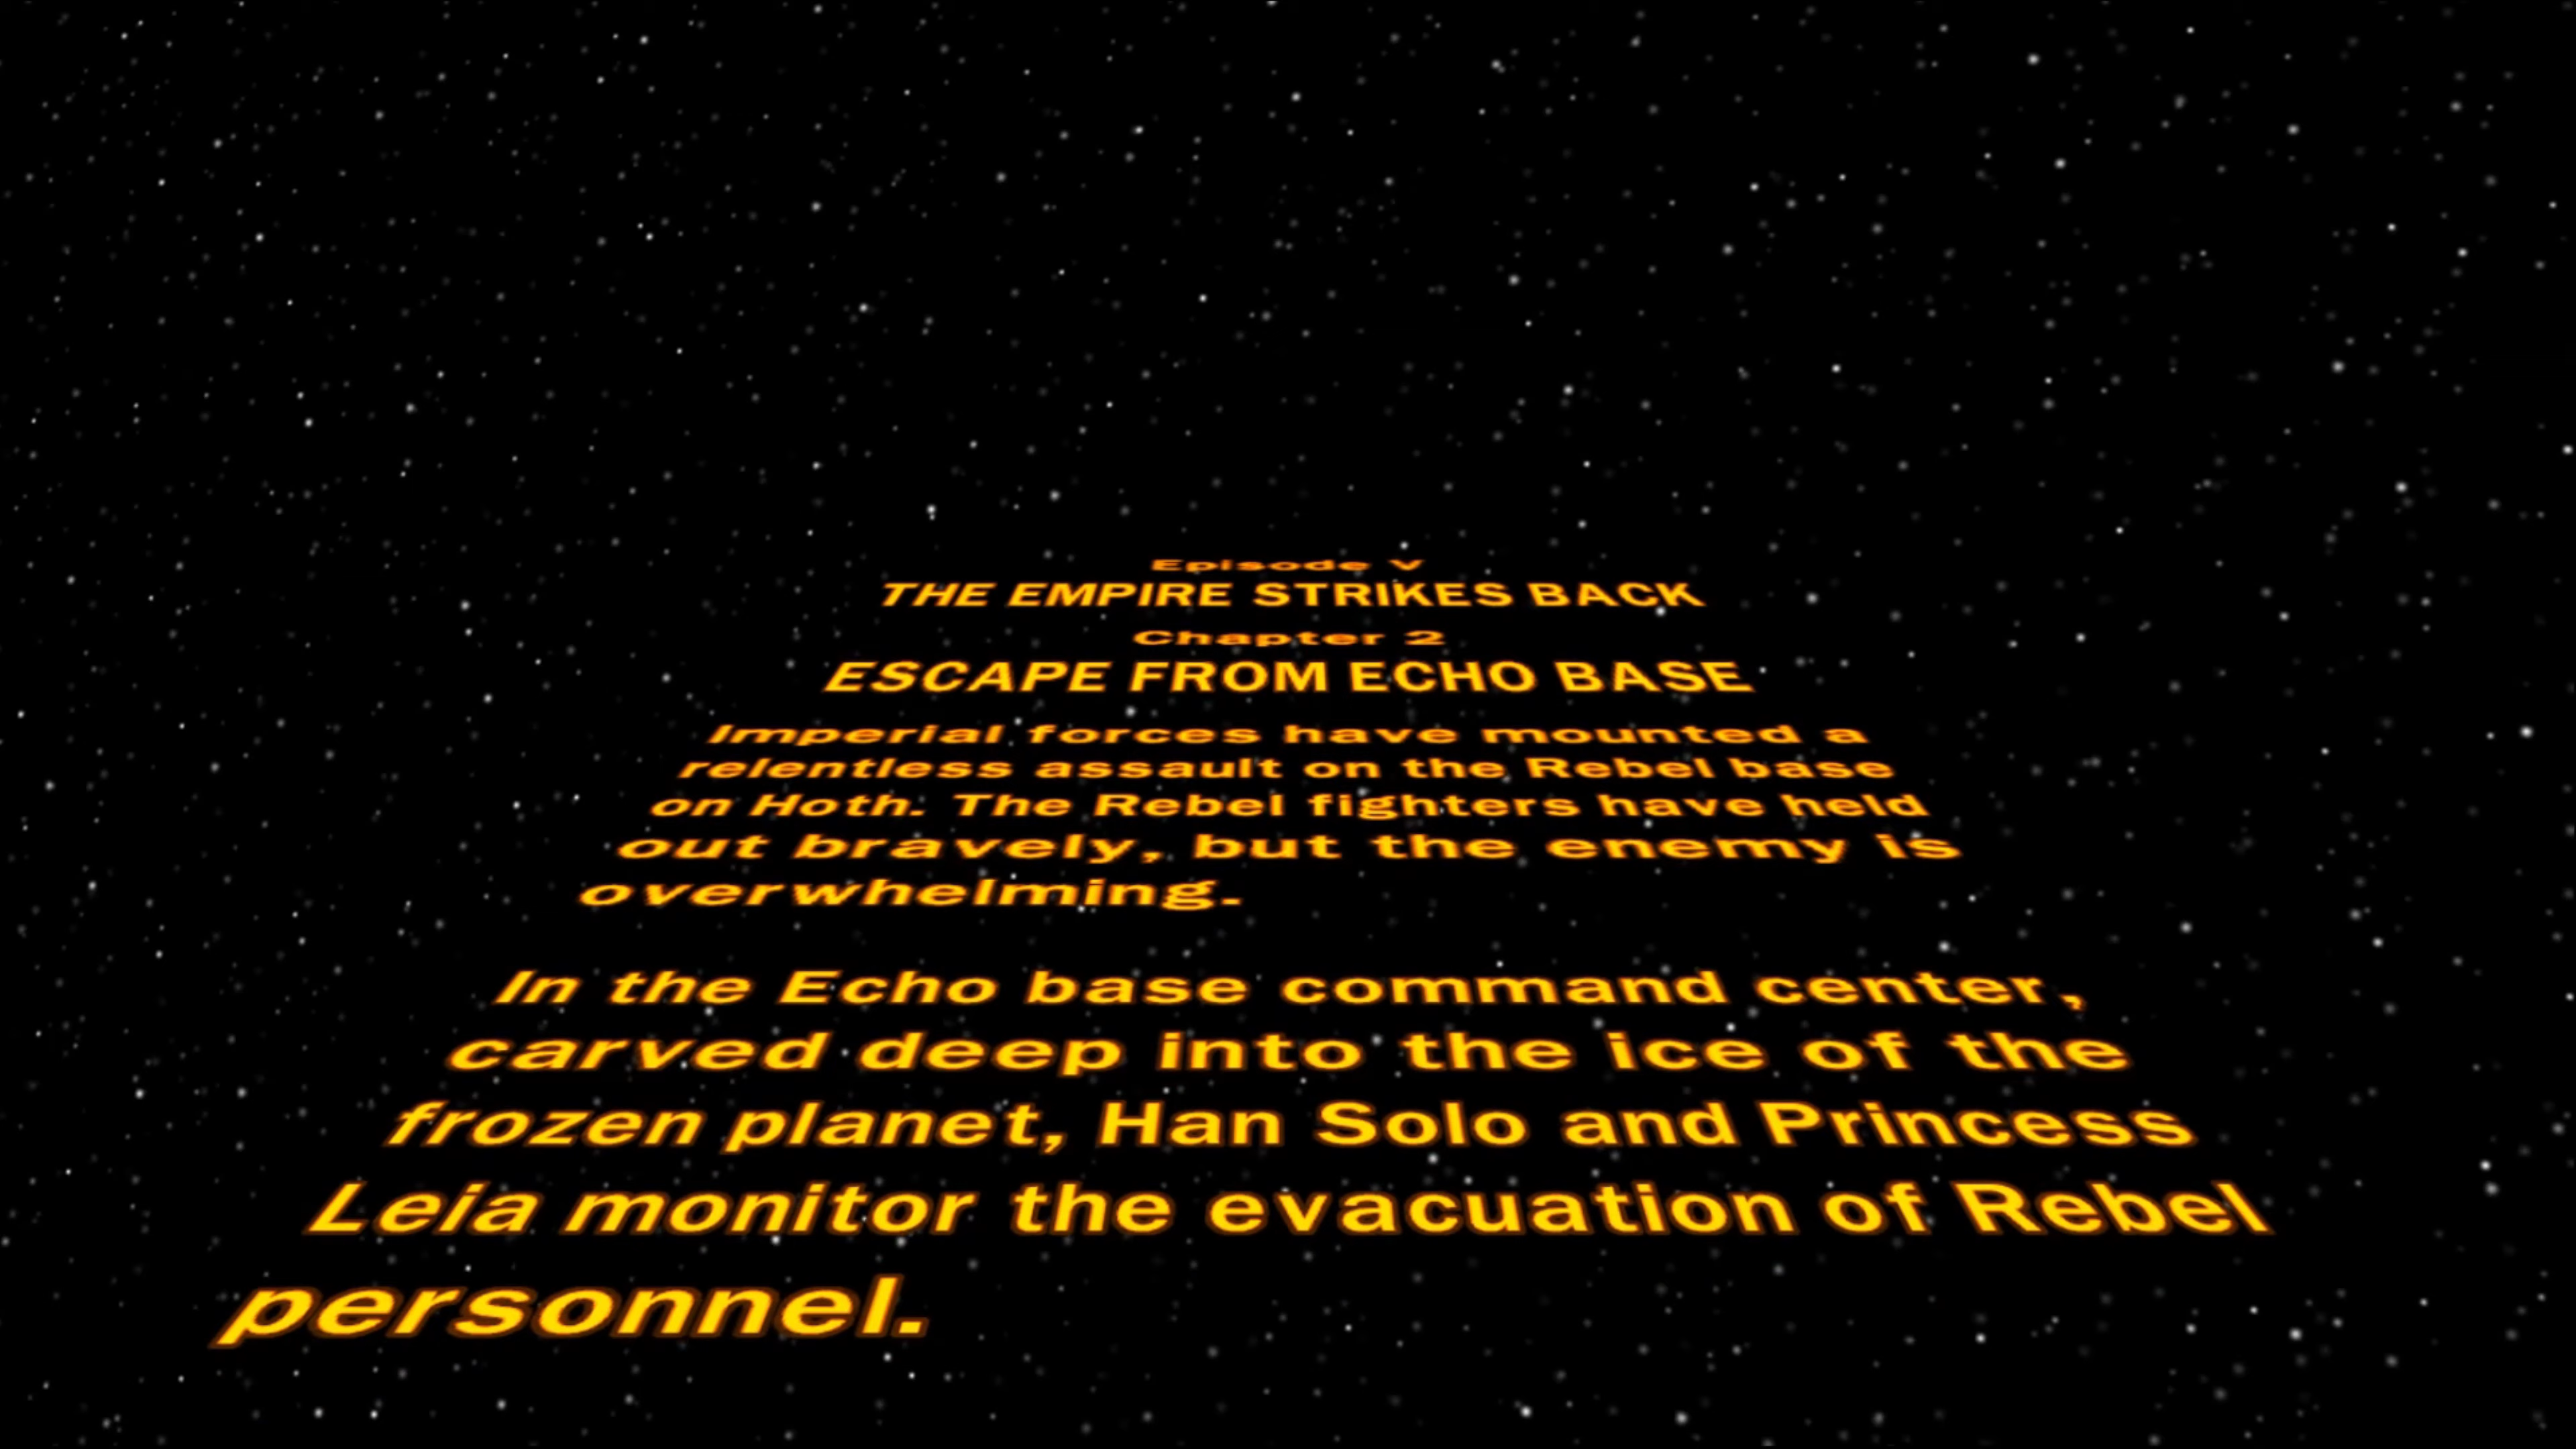 Episode V
THE EMPIRE STRIKES BACK
Chapter 2
ESCAPE FROM ECHO BASE
Imperial forces have mounted a
relentless assault on the Rebel base
on Hoth. The Rebel fighters have held
out bravely, but the enemy is
overwhelming.
In the Echo base command center,
carved deep into the ice of the
frozen planet, Han Solo and Princess
Leia monitor the evacuation of Rebel
personnel.